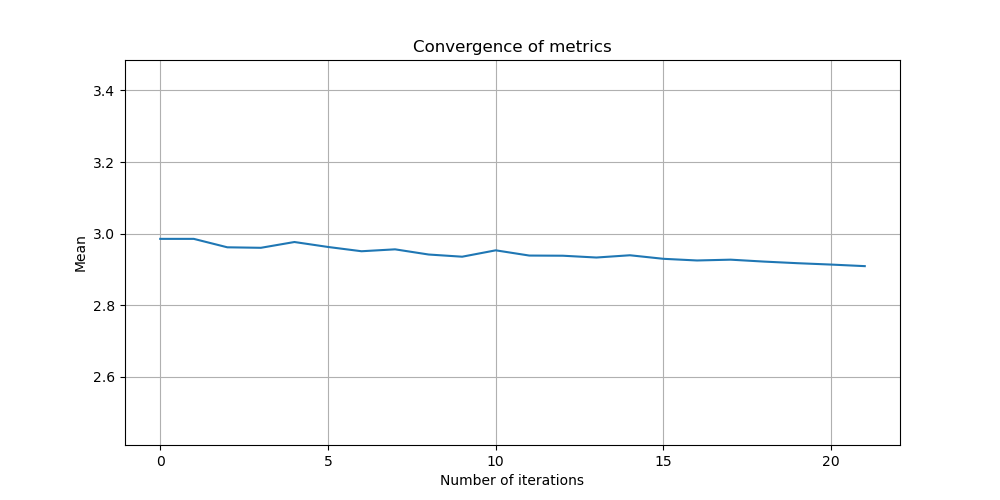 Convergence of metrics
Mean
3.4
3.2
3.0
2.8
2.6
0 5 10 15 20
Number of iterations